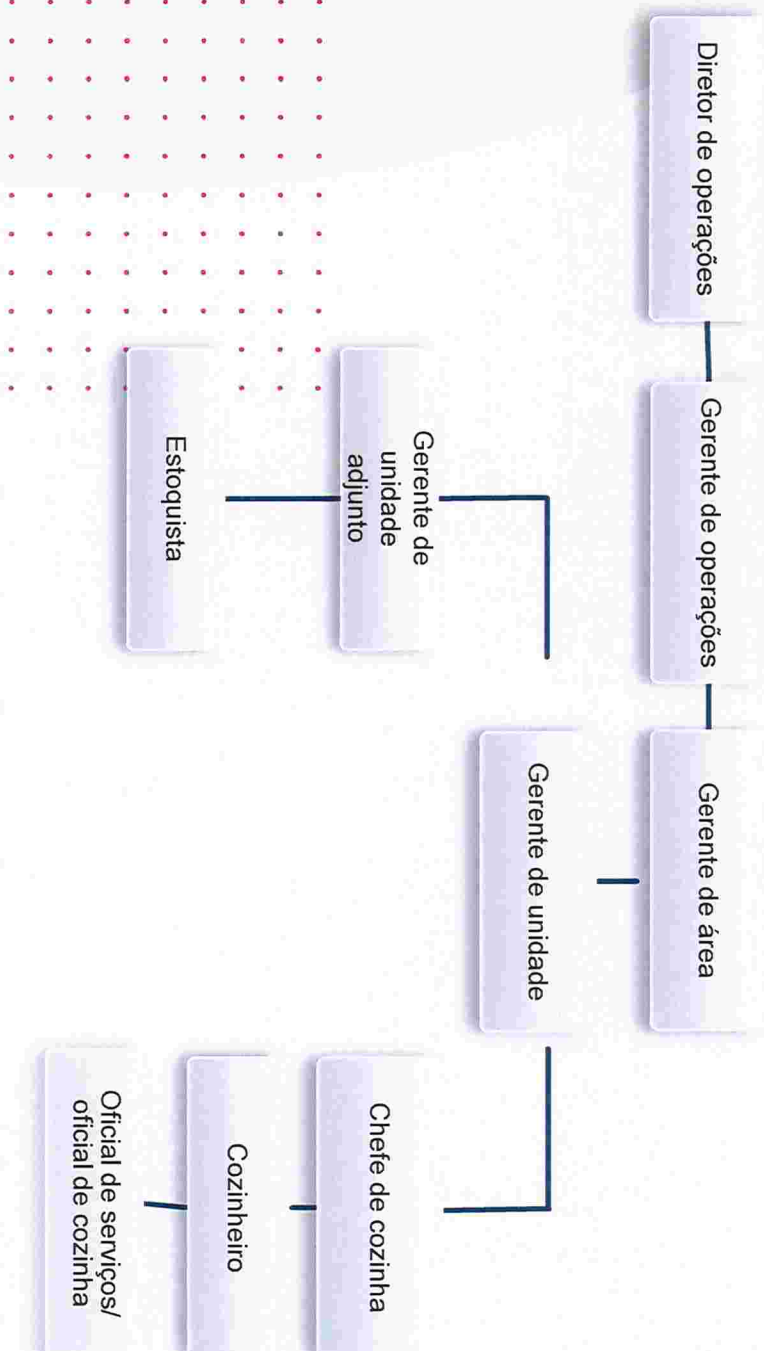 Diretor de operações
Gerente de operações
Gerente de área
Gerente de unidade
Gerente de
unidade
adjunto
Estoquista
Chefe de cozinha
Cozinheiro
Oficial de serviços/
oficial de cozinha